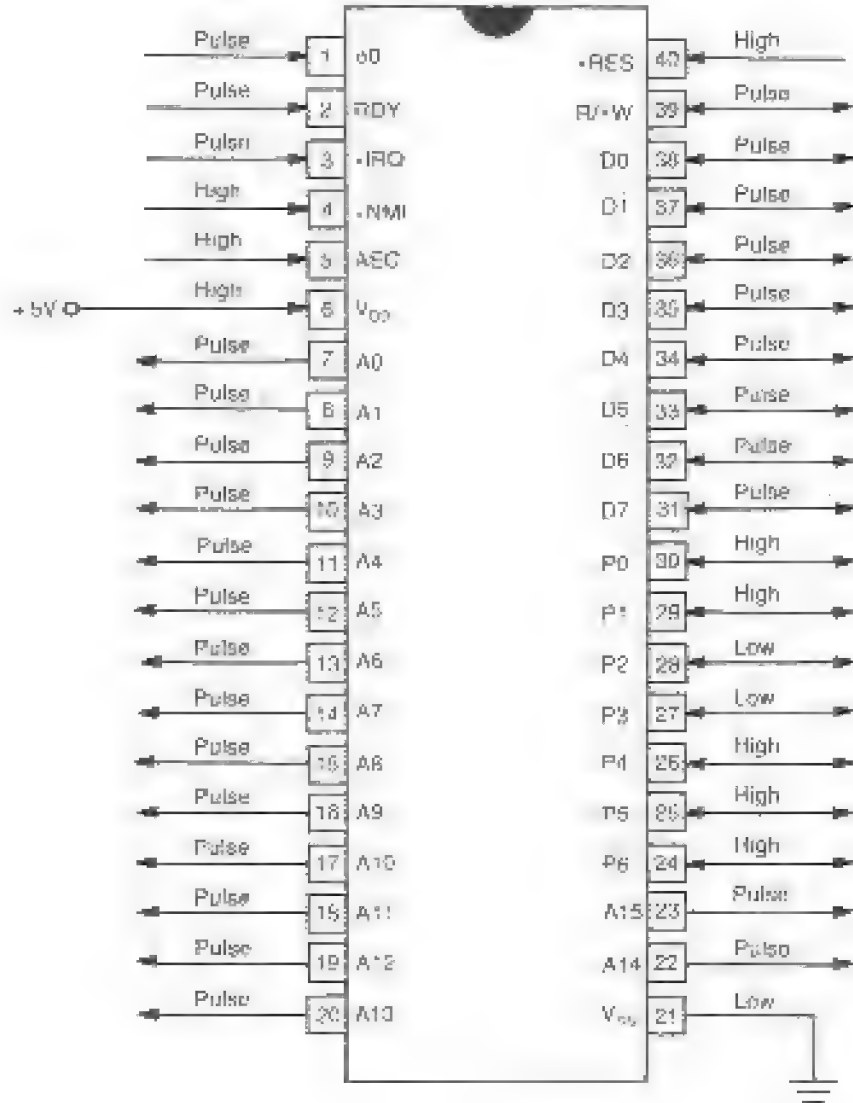 Pulse 1 ø0
Pulse 2 RDY
Pulse 3 •IRQ
High 4 •NMI
High 5 AEC
+5V High 6 VDD
Pulse 7 A0
Pulse 8 A1
Pulse 9 A2
Pulse 10 A3
Pulse 11 A4
Pulse 12 A5
Pulse 13 A6
Pulse 14 A7
Pulse 15 A8
Pulse 16 A9
Pulse 17 A10
Pulse 18 A11
Pulse 19 A12
Pulse 20 A13
•RES 40 High
R/•W 39 Pulse
D0 38 Pulse
D1 37 Pulse
D2 36 Pulse
D3 35 Pulse
D4 34 Pulse
D5 33 Pulse
D6 32 Pulse
D7 31 Pulse
P0 30 High
P1 29 High
P2 28 Low
P3 27 Low
P4 26 High
P5 25 High
P6 24 High
A15 23 Pulse
A14 22 Pulse
VSS 21 Low